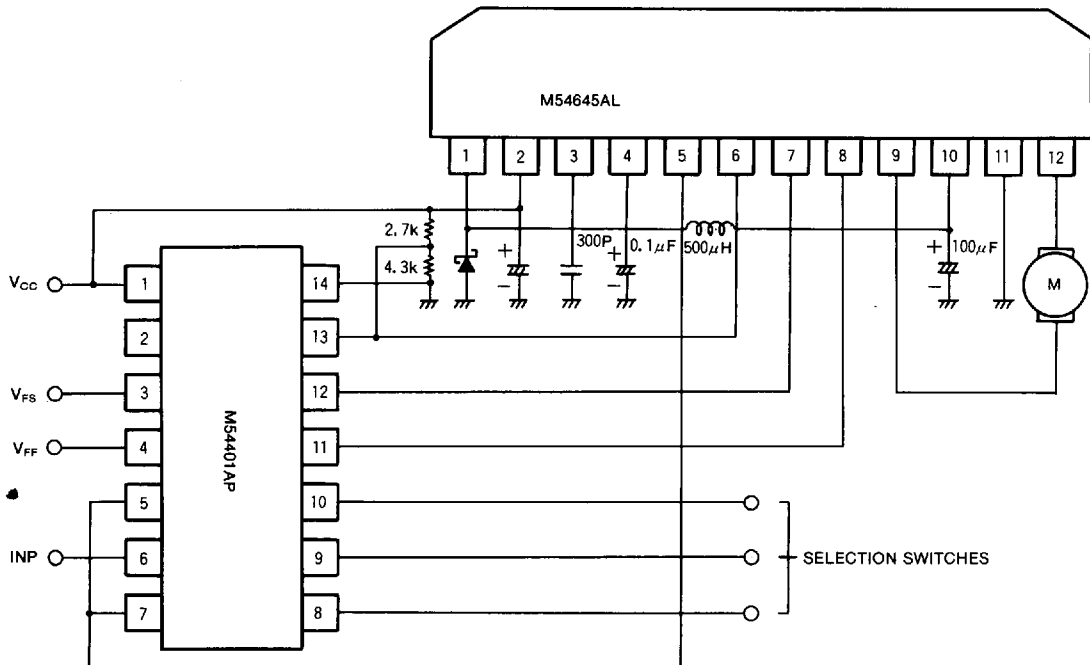 M54645AL
1 2 3 4 5 6 7 8 9 10 11 12
2.7k
4.3k
300P
+ 0.1μF
500μH
+ 100μF
+
-
-
-
M
VCC
VFS
VFF
INP
M54401AP
1
2
3
4
5
6
7
14
13
12
11
10
9
8
SELECTION SWITCHES